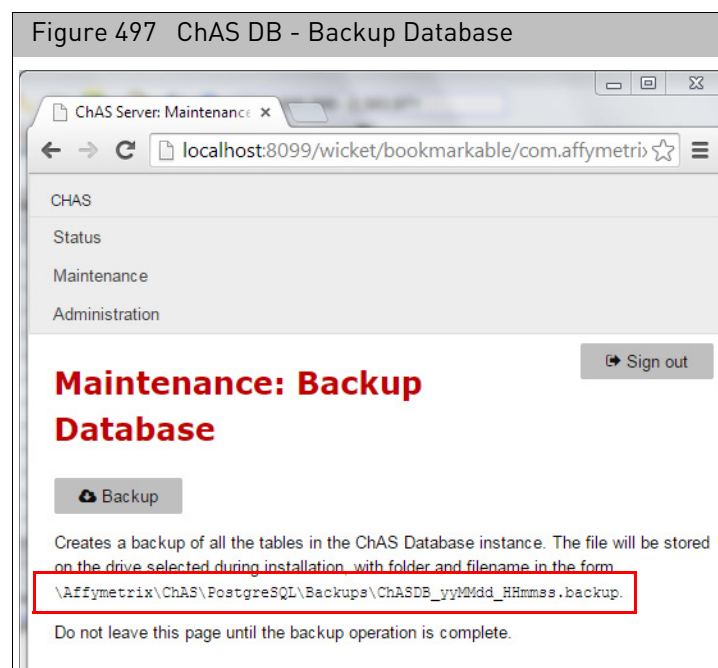 Figure 497 ChAS DB - Backup Database
ChAS Server: Maintenance
localhost:8099/wicket/bookmarkable/com.affymetri
CHAS
Status
Maintenance
Administration
Sign out
Maintenance: Backup
Database
Backup
Creates a backup of all the tables in the ChAS Database instance. The file will be stored
on the drive selected during installation, with folder and filename in the form
\Affymetrix\ChAS\PostgreSQL\Backups\ChASDB_yyMMdd_HHmmss.backup.
Do not leave this page until the backup operation is complete.